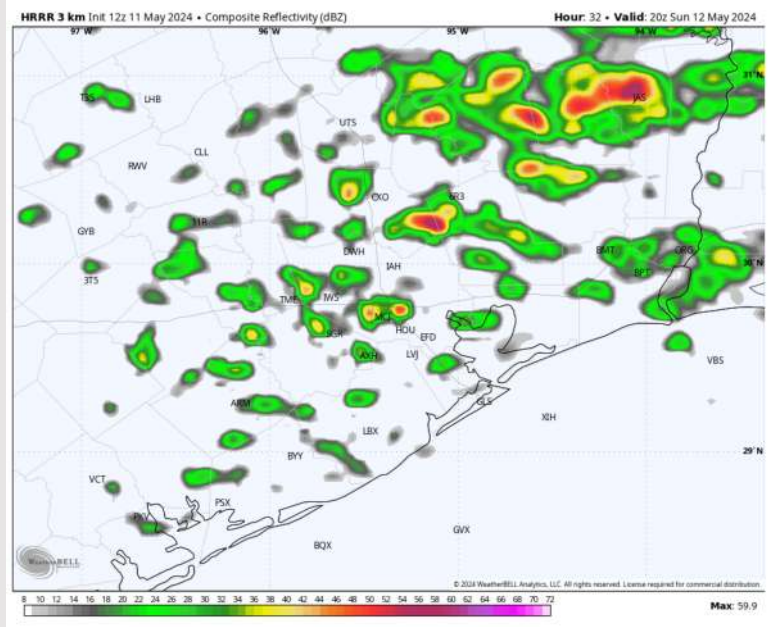 HRRR 3 km Init 12z 11 May 2024 • Composite Reflectivity (dBZ)
Hour: 32 • Valid: 20z Sun 12 May 2024
97°W 96°W 95°W 94°W
31°N
LHB
JAS
UTS
CLL
RWV
CXO
6R3
11R
GYB
DWH
BMT
ORG
IAH
30°N
3T5
BPT
TME
IWS
MCJ
SGR
HOU
EFD
AXH
LVJ
VBS
ARM
GLS
XIH
LBX
29°N
BYY
VCT
PSX
PKV
GVX
BQX
WeatherBELL
© 2024 WeatherBELL Analytics, LLC. All rights reserved. License required for commercial distribution.
8 10 12 14 16 18 20 22 24 26 28 30 32 34 36 38 40 42 44 46 48 50 52 54 56 58 60 62 64 66 68 70 72
Max: 59.9